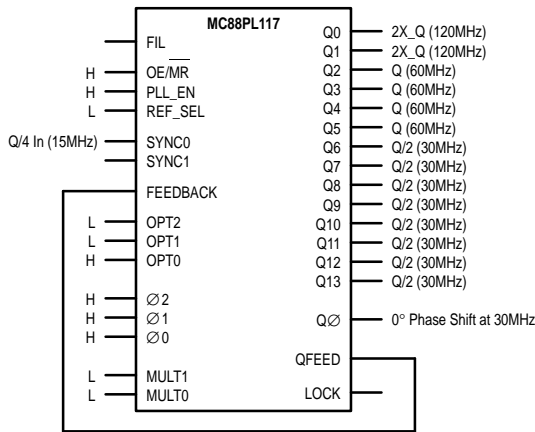 MC88PL117
FIL
H OE/MR
H PLL_EN
L REF_SEL
Q/4 In (15MHz) SYNC0
SYNC1
FEEDBACK
L OPT2
L OPT1
H OPT0
H ∅2
H ∅1
H ∅0
L MULT1
L MULT0
Q0 2X_Q (120MHz)
Q1 2X_Q (120MHz)
Q2 Q (60MHz)
Q3 Q (60MHz)
Q4 Q (60MHz)
Q5 Q (60MHz)
Q6 Q/2 (30MHz)
Q7 Q/2 (30MHz)
Q8 Q/2 (30MHz)
Q9 Q/2 (30MHz)
Q10 Q/2 (30MHz)
Q11 Q/2 (30MHz)
Q12 Q/2 (30MHz)
Q13 Q/2 (30MHz)
Q∅ 0° Phase Shift at 30MHz
QFEED
LOCK